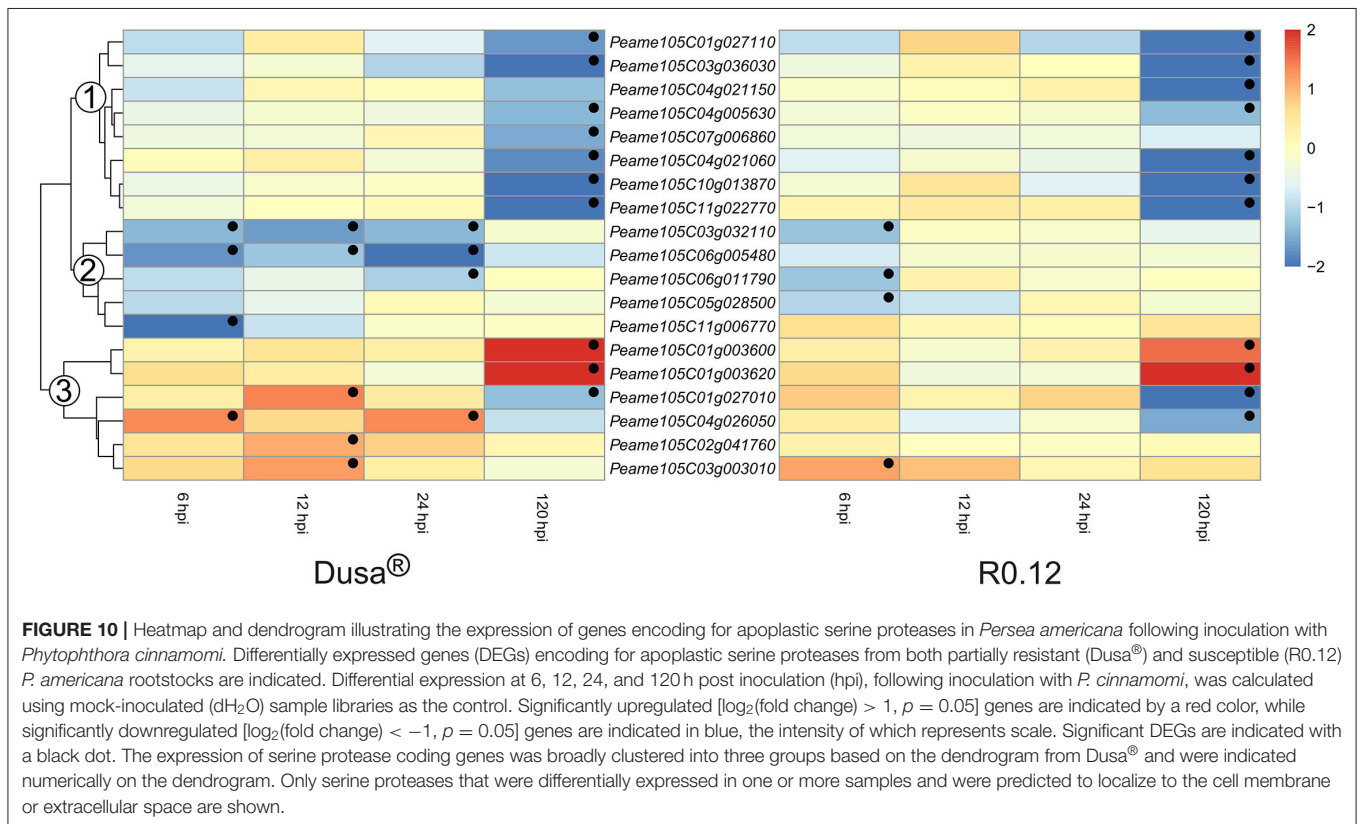 Peame105C01g027110
Peame105C03g036030
Peame105C04g021150
Peame105C04g005630
Peame105C07g006860
Peame105C04g021060
Peame105C10g013870
Peame105C11g022770
Peame105C03g032110
Peame105C06g005480
Peame105C06g011790
Peame105C05g028500
Peame105C11g006770
Peame105C01g003600
Peame105C01g003620
Peame105C01g027010
Peame105C04g026050
Peame105C02g041760
Peame105C03g003010
1
2
3
2
1
0
−1
−2
6 hpi
12 hpi
24 hpi
120 hpi
6 hpi
12 hpi
24 hpi
120 hpi
Dusa®
R0.12
FIGURE 10 | Heatmap and dendrogram illustrating the expression of genes encoding for apoplastic serine proteases in Persea americana following inoculation with
Phytophthora cinnamomi. Differentially expressed genes (DEGs) encoding for apoplastic serine proteases from both partially resistant (Dusa®) and susceptible (R0.12)
P. americana rootstocks are indicated. Differential expression at 6, 12, 24, and 120 h post inoculation (hpi), following inoculation with P. cinnamomi, was calculated
using mock-inoculated (dH₂O) sample libraries as the control. Significantly upregulated [log₂(fold change) > 1, p = 0.05] genes are indicated by a red color, while
significantly downregulated [log₂(fold change) < −1, p = 0.05] genes are indicated in blue, the intensity of which represents scale. Significant DEGs are indicated with
a black dot. The expression of serine protease coding genes was broadly clustered into three groups based on the dendrogram from Dusa® and were indicated
numerically on the dendrogram. Only serine proteases that were differentially expressed in one or more samples and were predicted to localize to the cell membrane
or extracellular space are shown.